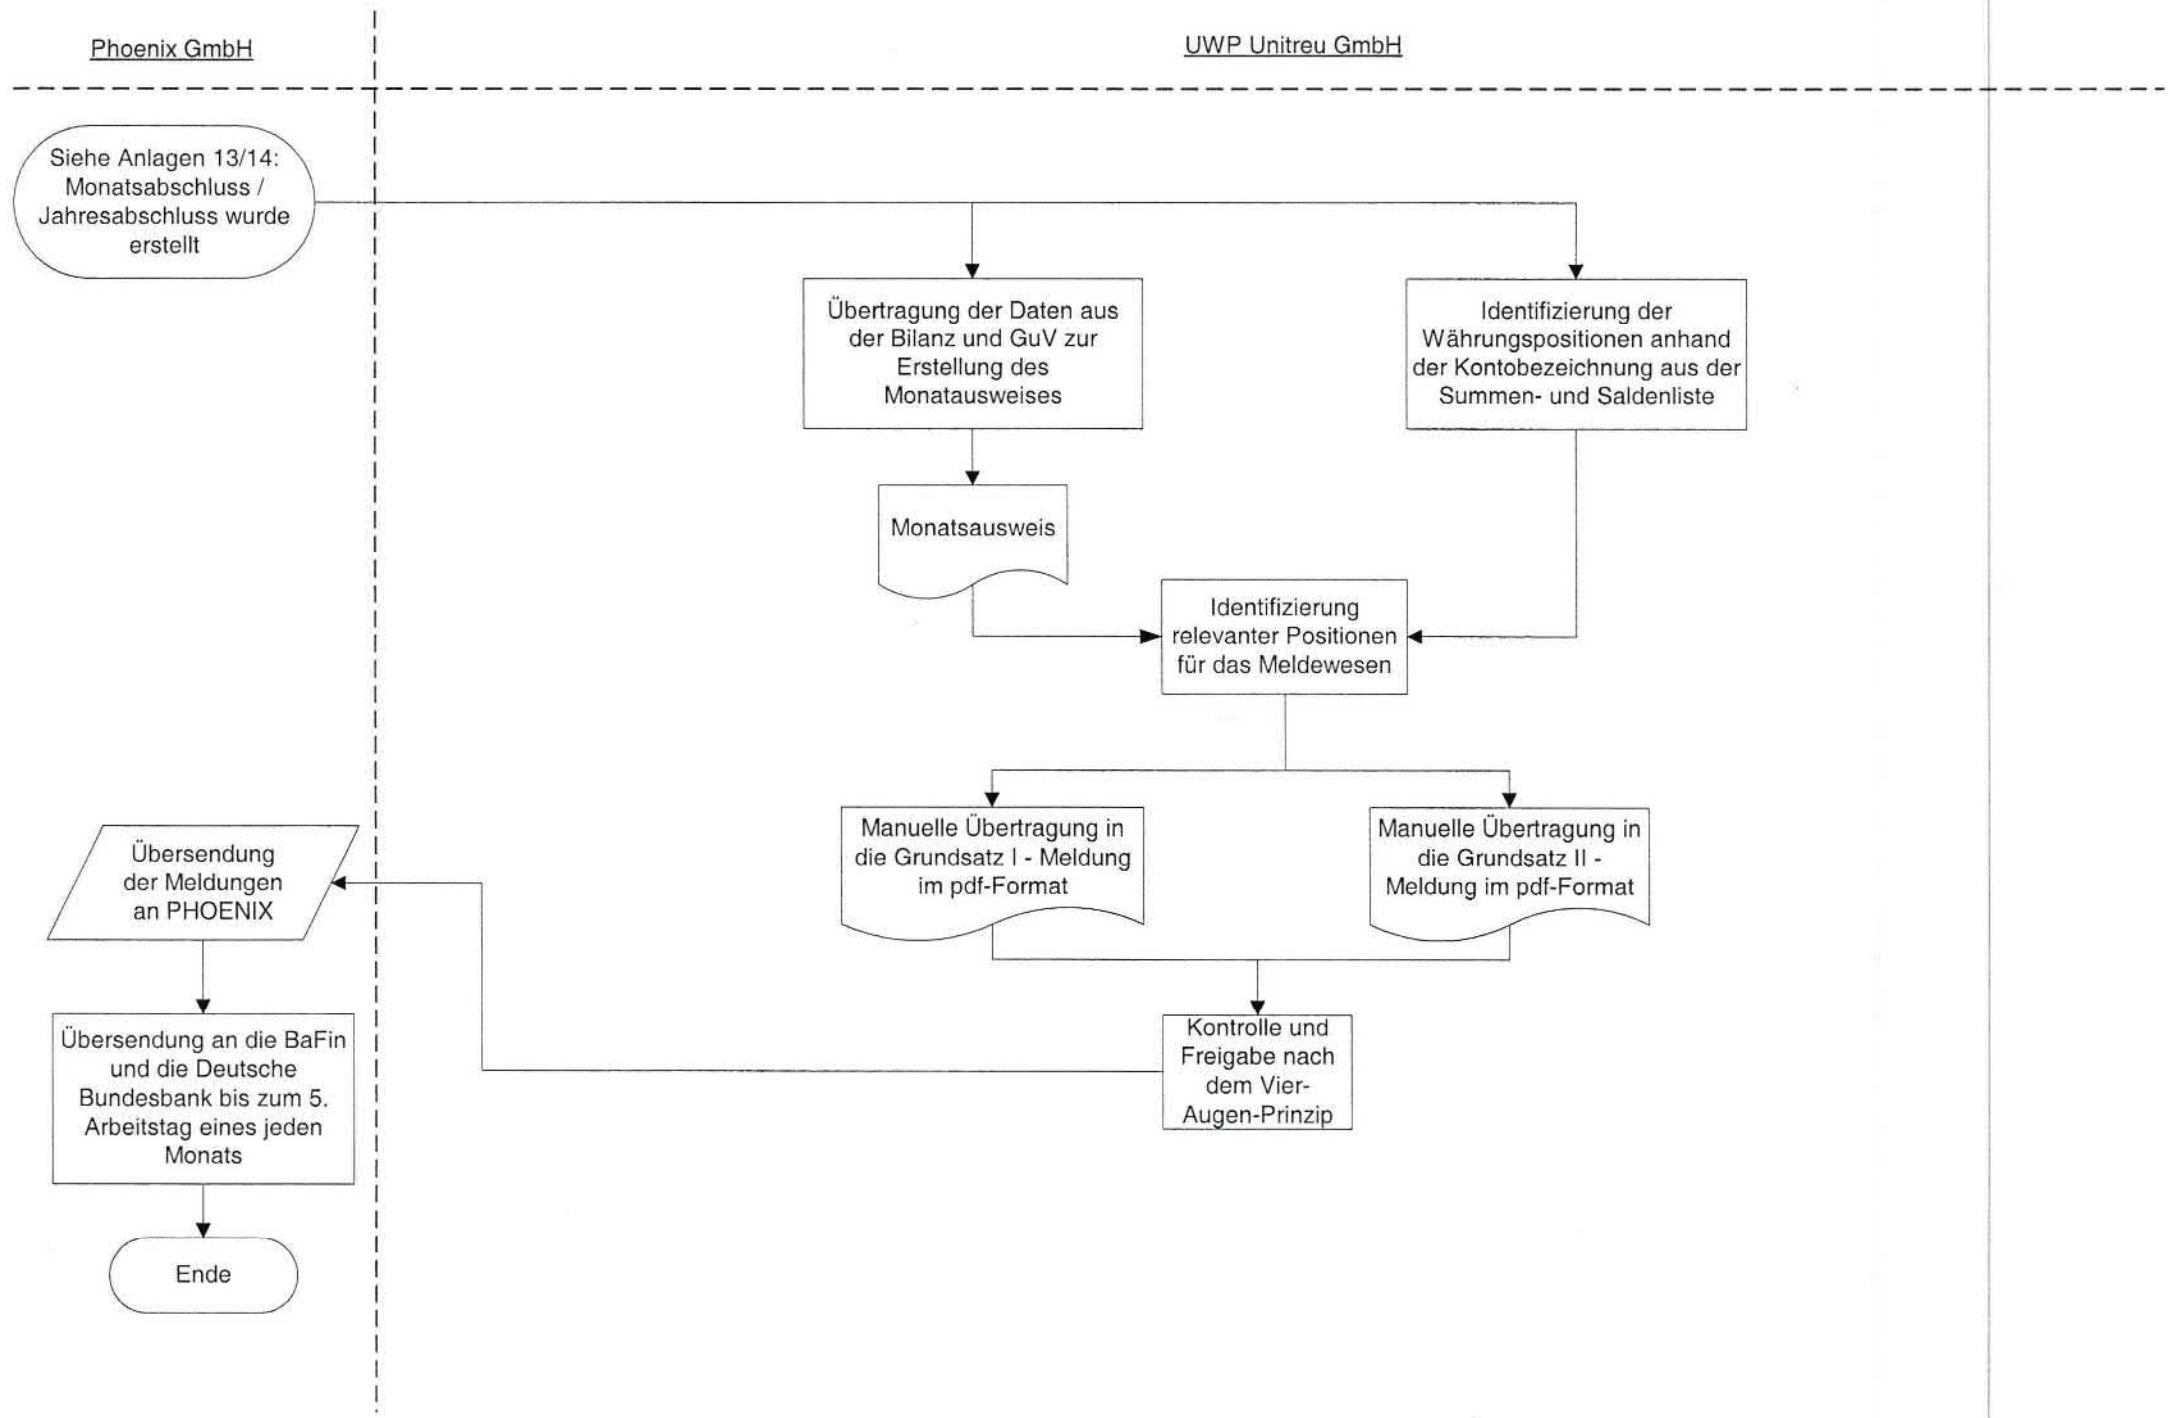 Phoenix GmbH
UWP Unitreu GmbH
Siehe Anlagen 13/14:
Monatsabschluss /
Jahresabschluss wurde
erstellt
Übertragung der Daten aus
der Bilanz und GuV zur
Erstellung des
Monatausweises
Identifizierung der
Währungspositionen anhand
der Kontobezeichnung aus der
Summen- und Saldenliste
Monatsausweis
Identifizierung
relevanter Positionen
für das Meldewesen
Manuelle Übertragung in
die Grundsatz I - Meldung
im pdf-Format
Manuelle Übertragung in
die Grundsatz II -
Meldung im pdf-Format
Kontrolle und
Freigabe nach
dem Vier-
Augen-Prinzip
Übersendung
der Meldungen
an PHOENIX
Übersendung an die BaFin
und die Deutsche
Bundesbank bis zum 5.
Arbeitstag eines jeden
Monats
Ende